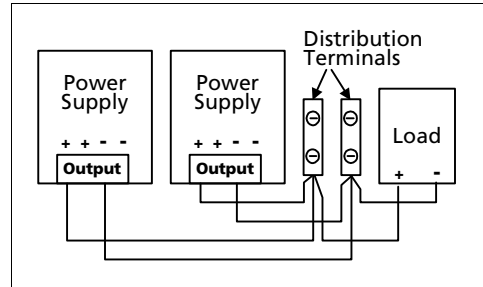 Distribution
Terminals
Power
Supply
+ + - -
Output
Power
Supply
+ + - -
Output
Load
+ -